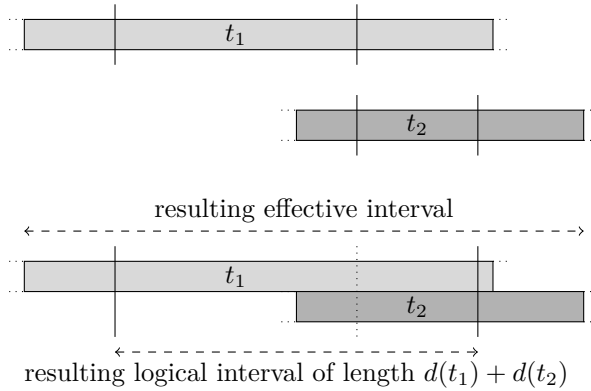 t₁
t₂
resulting effective interval
t₁
t₂
resulting logical interval of length d(t₁) + d(t₂)